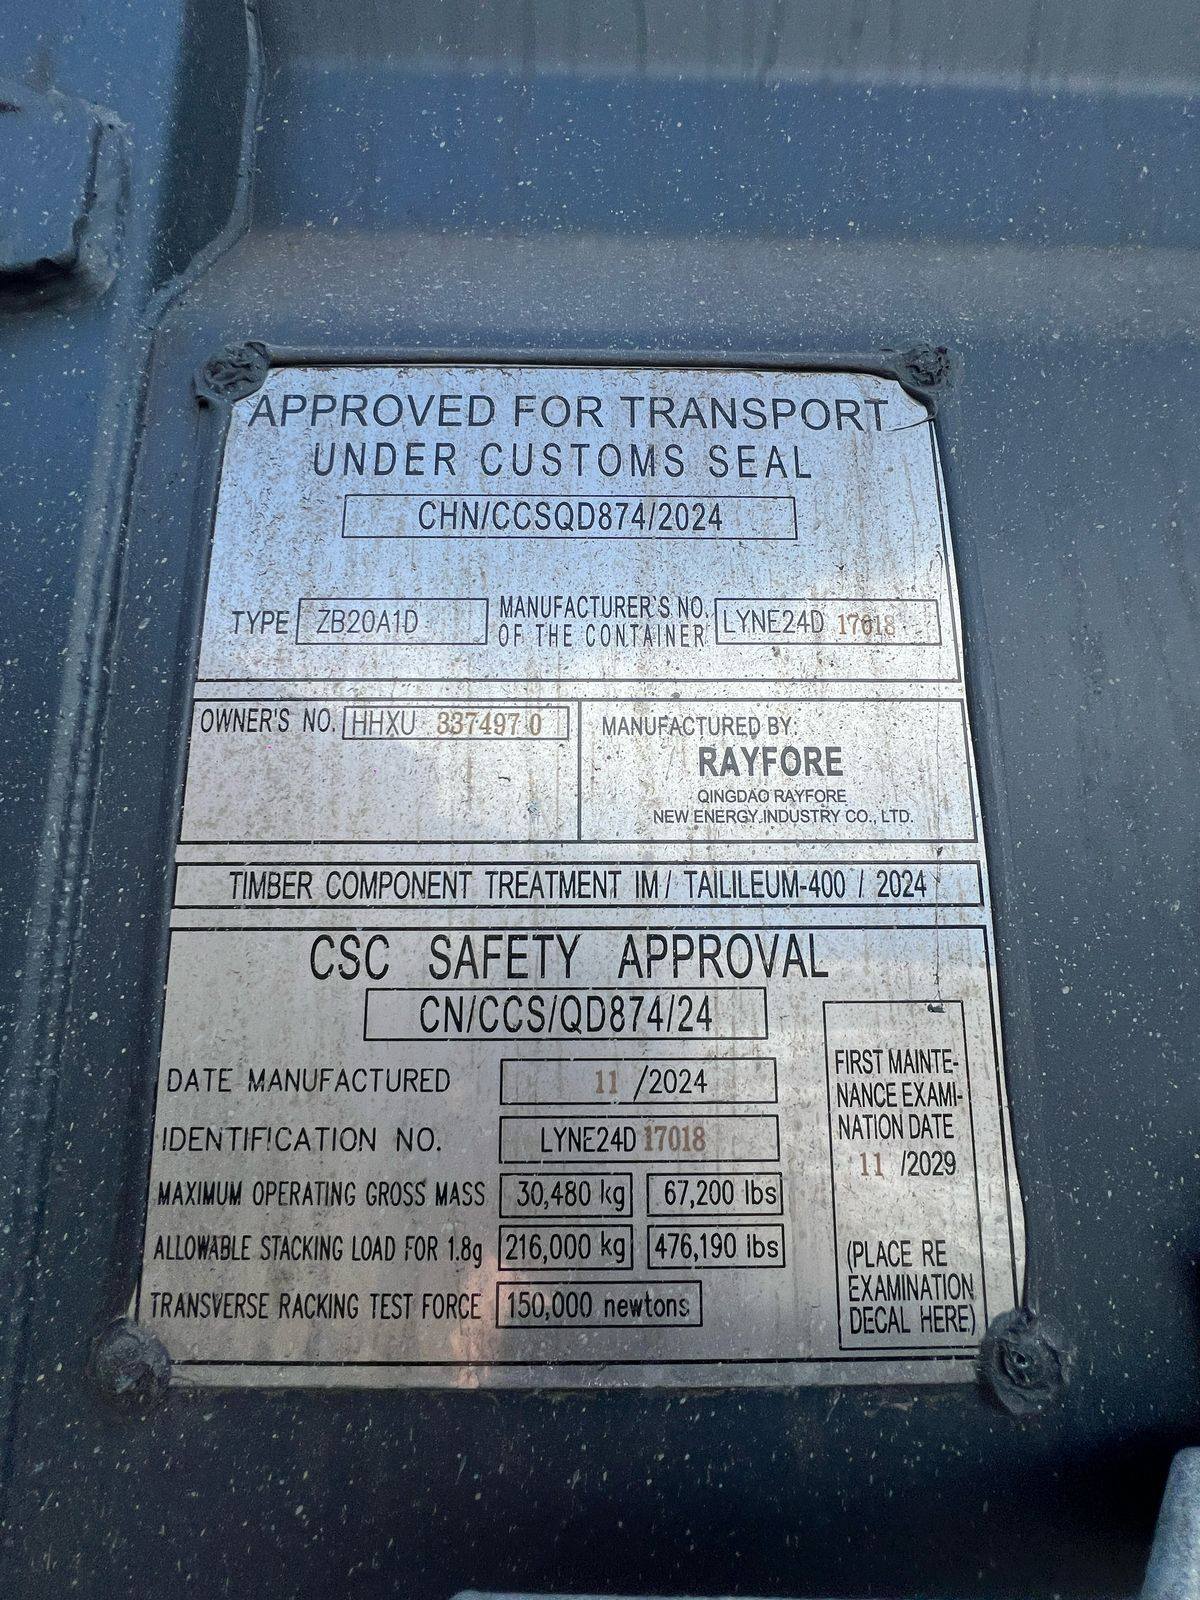 APPROVED FOR TRANSPORT
UNDER CUSTOMS SEAL
CHN/CCSQD874/2024
TYPE ZB20A1D MANUFACTURER'S NO. OF THE CONTAINER LYNE24D 17018
OWNER'S NO. HHXU 337497 0
MANUFACTURED BY:
RAYFORE
QINGDAO RAYFORE
NEW ENERGY INDUSTRY CO., LTD.
TIMBER COMPONENT TREATMENT IM / TAILILEUM-400 / 2024
CSC SAFETY APPROVAL
CN/CCS/QD874/24
DATE MANUFACTURED 11 /2024
IDENTIFICATION NO. LYNE24D 17018
MAXIMUM OPERATING GROSS MASS 30,480 kg 67,200 lbs
ALLOWABLE STACKING LOAD FOR 1.8g 216,000 kg 476,190 lbs
TRANSVERSE RACKING TEST FORCE 150,000 newtons
FIRST MAINTE-
NANCE EXAMI-
NATION DATE
11 /2029
(PLACE RE
EXAMINATION
DECAL HERE)